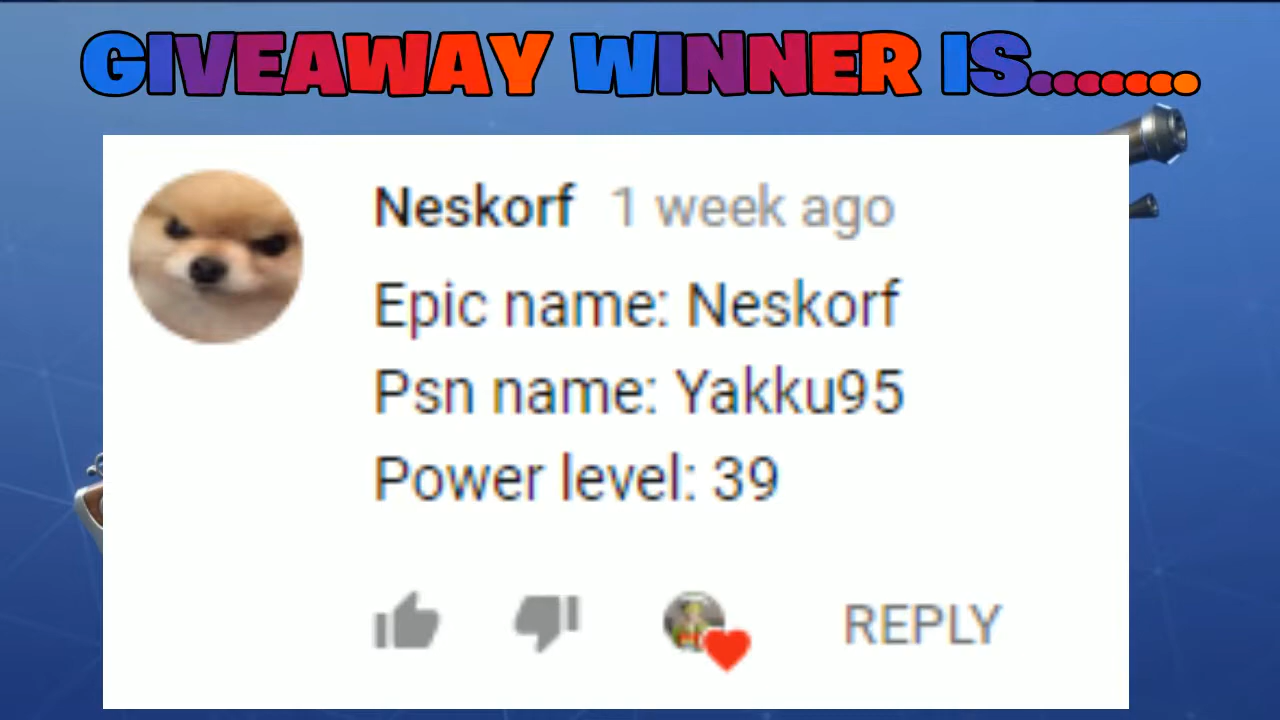 GIVEAWAY WINNER IS.......
Neskorf 1 week ago
Epic name: Neskorf
Psn name: Yakku95
Power level: 39
REPLY